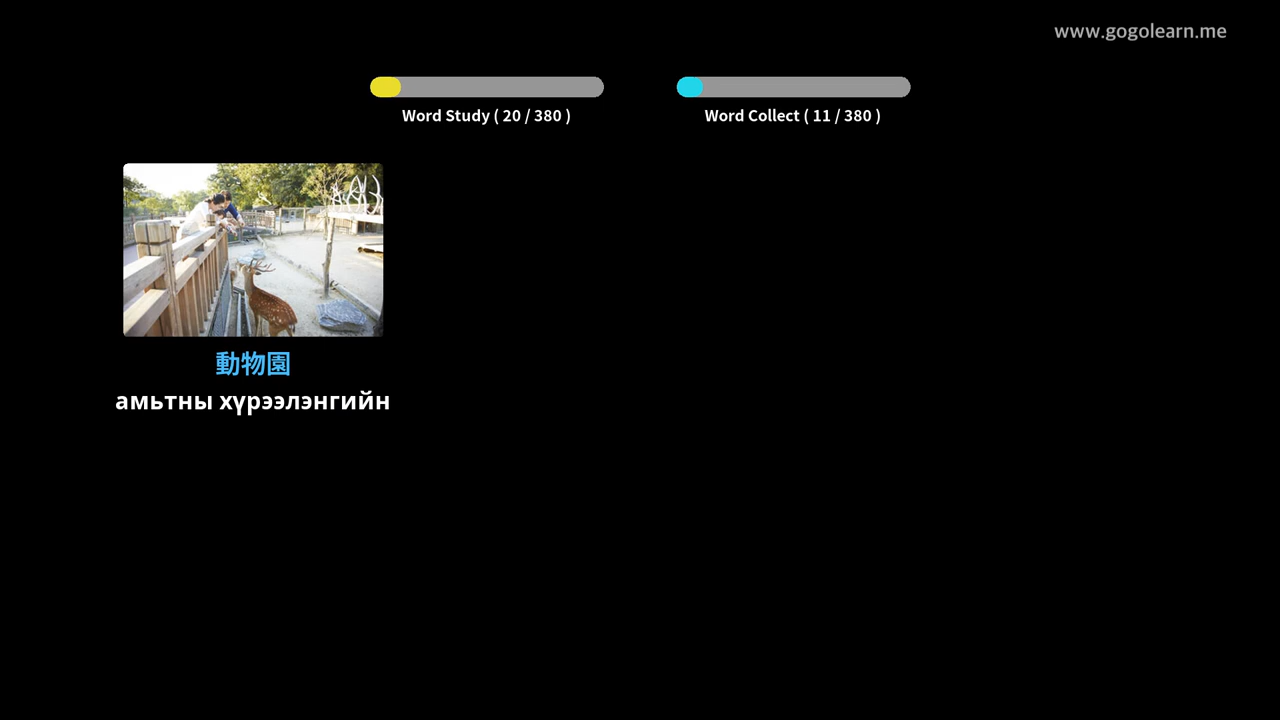 www.gogolearn.me
Word Study ( 20 / 380 )
Word Collect ( 11 / 380 )
動物園
амьтны хүрээлэнгийн